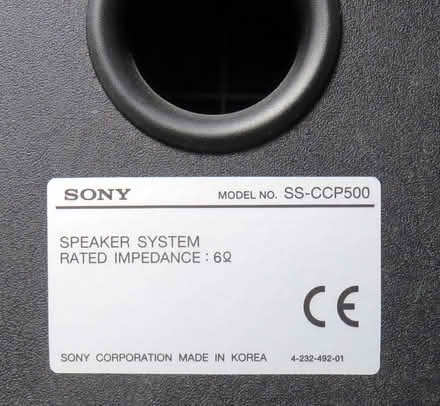 SONY MODEL NO. SS-CCP500
SPEAKER SYSTEM
RATED IMPEDANCE : 6Ω
CE
SONY CORPORATION MADE IN KOREA 4-232-492-01